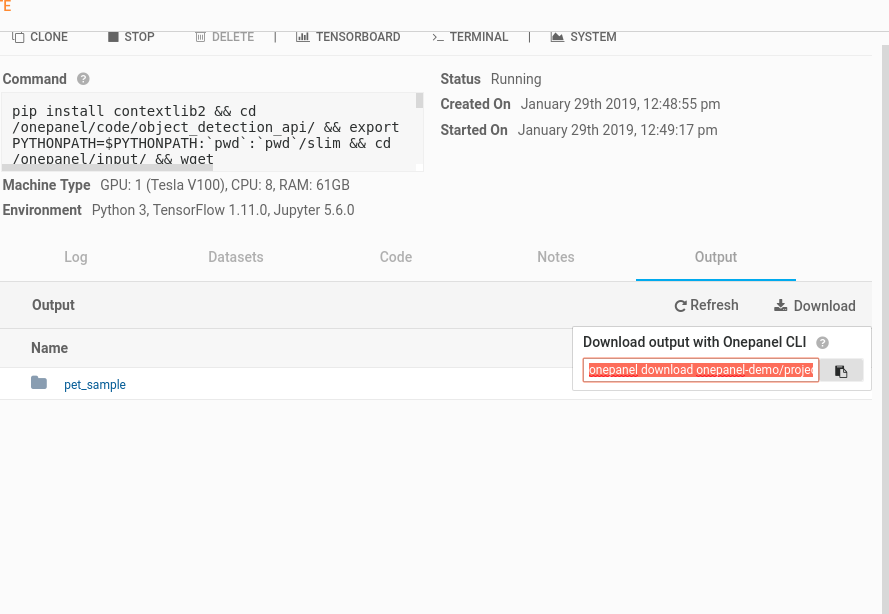 TE
CLONE STOP DELETE | TENSORBOARD >_ TERMINAL | SYSTEM
Command ?
pip install contextlib2 && cd
/onepanel/code/object_detection_api/ && export
PYTHONPATH=$PYTHONPATH:`pwd`:`pwd`/slim && cd
/onepanel/input/ && wget
Status Running
Created On January 29th 2019, 12:48:55 pm
Started On January 29th 2019, 12:49:17 pm
Machine Type GPU: 1 (Tesla V100), CPU: 8, RAM: 61GB
Environment Python 3, TensorFlow 1.11.0, Jupyter 5.6.0
Log Datasets Code Notes Output
Output Refresh Download
Name
Download output with Onepanel CLI ?
onepanel download onepanel-demo/projec
pet_sample